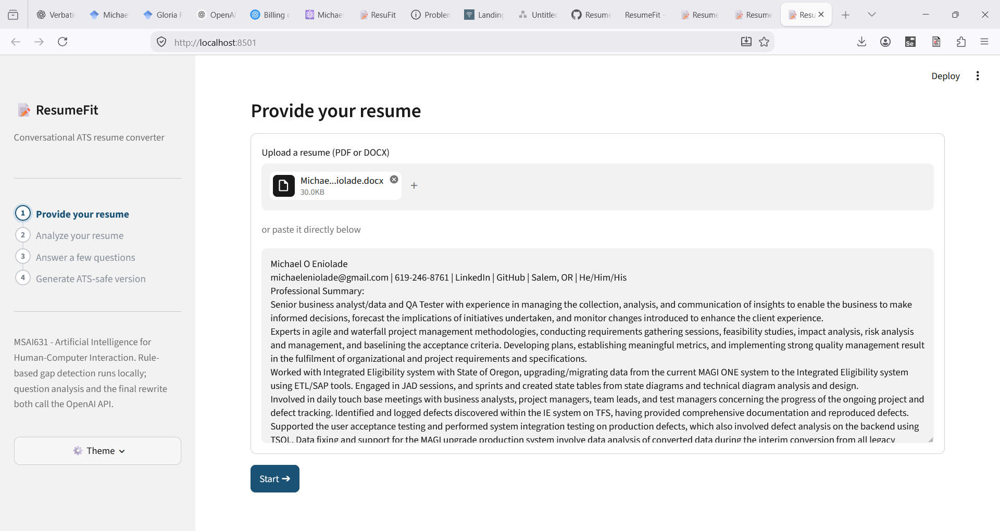 Verbati
Michae
Gloria F
OpenAI
Billing
Michael
ResuFit
Problem
Landing
Untitled
Resume
ResumeFit -
Resume
Resume
Resu
http://localhost:8501
Deploy
ResumeFit
Conversational ATS resume converter
1 Provide your resume
2 Analyze your resume
3 Answer a few questions
4 Generate ATS-safe version
MSAI631 - Artificial Intelligence for
Human-Computer Interaction. Rule-
based gap detection runs locally;
question analysis and the final rewrite
both call the OpenAI API.
Theme
Provide your resume
Upload a resume (PDF or DOCX)
Michae...iolade.docx
30.0KB
or paste it directly below
Michael O Eniolade
michaeleniolade@gmail.com | 619-246-8761 | LinkedIn | GitHub | Salem, OR | He/Him/His
Professional Summary:
Senior business analyst/data and QA Tester with experience in managing the collection, analysis, and communication of insights to enable the business to make
informed decisions, forecast the implications of initiatives undertaken, and monitor changes introduced to enhance the client experience.
Experts in agile and waterfall project management methodologies, conducting requirements gathering sessions, feasibility studies, impact analysis, risk analysis
and management, and baselining the acceptance criteria. Developing plans, establishing meaningful metrics, and implementing strong quality management result
in the fulfilment of organizational and project requirements and specifications.
Worked with Integrated Eligibility system with State of Oregon, upgrading/migrating data from the current MAGI ONE system to the Integrated Eligibility system
using ETL/SAP tools. Engaged in JAD sessions, and sprints and created state tables from state diagrams and technical diagram analysis and design.
Involved in daily touch base meetings with business analysts, project managers, team leads, and test managers concerning the progress of the ongoing project and
defect tracking. Identified and logged defects discovered within the IE system on TFS, having provided comprehensive documentation and reproduced defects.
Supported the user acceptance testing and performed system integration testing on production defects, which also involved defect analysis on the backend using
TSQL. Data fixing and support for the MAGI upgrade production system involve data analysis of converted data during the interim conversion from all legacy
Start →